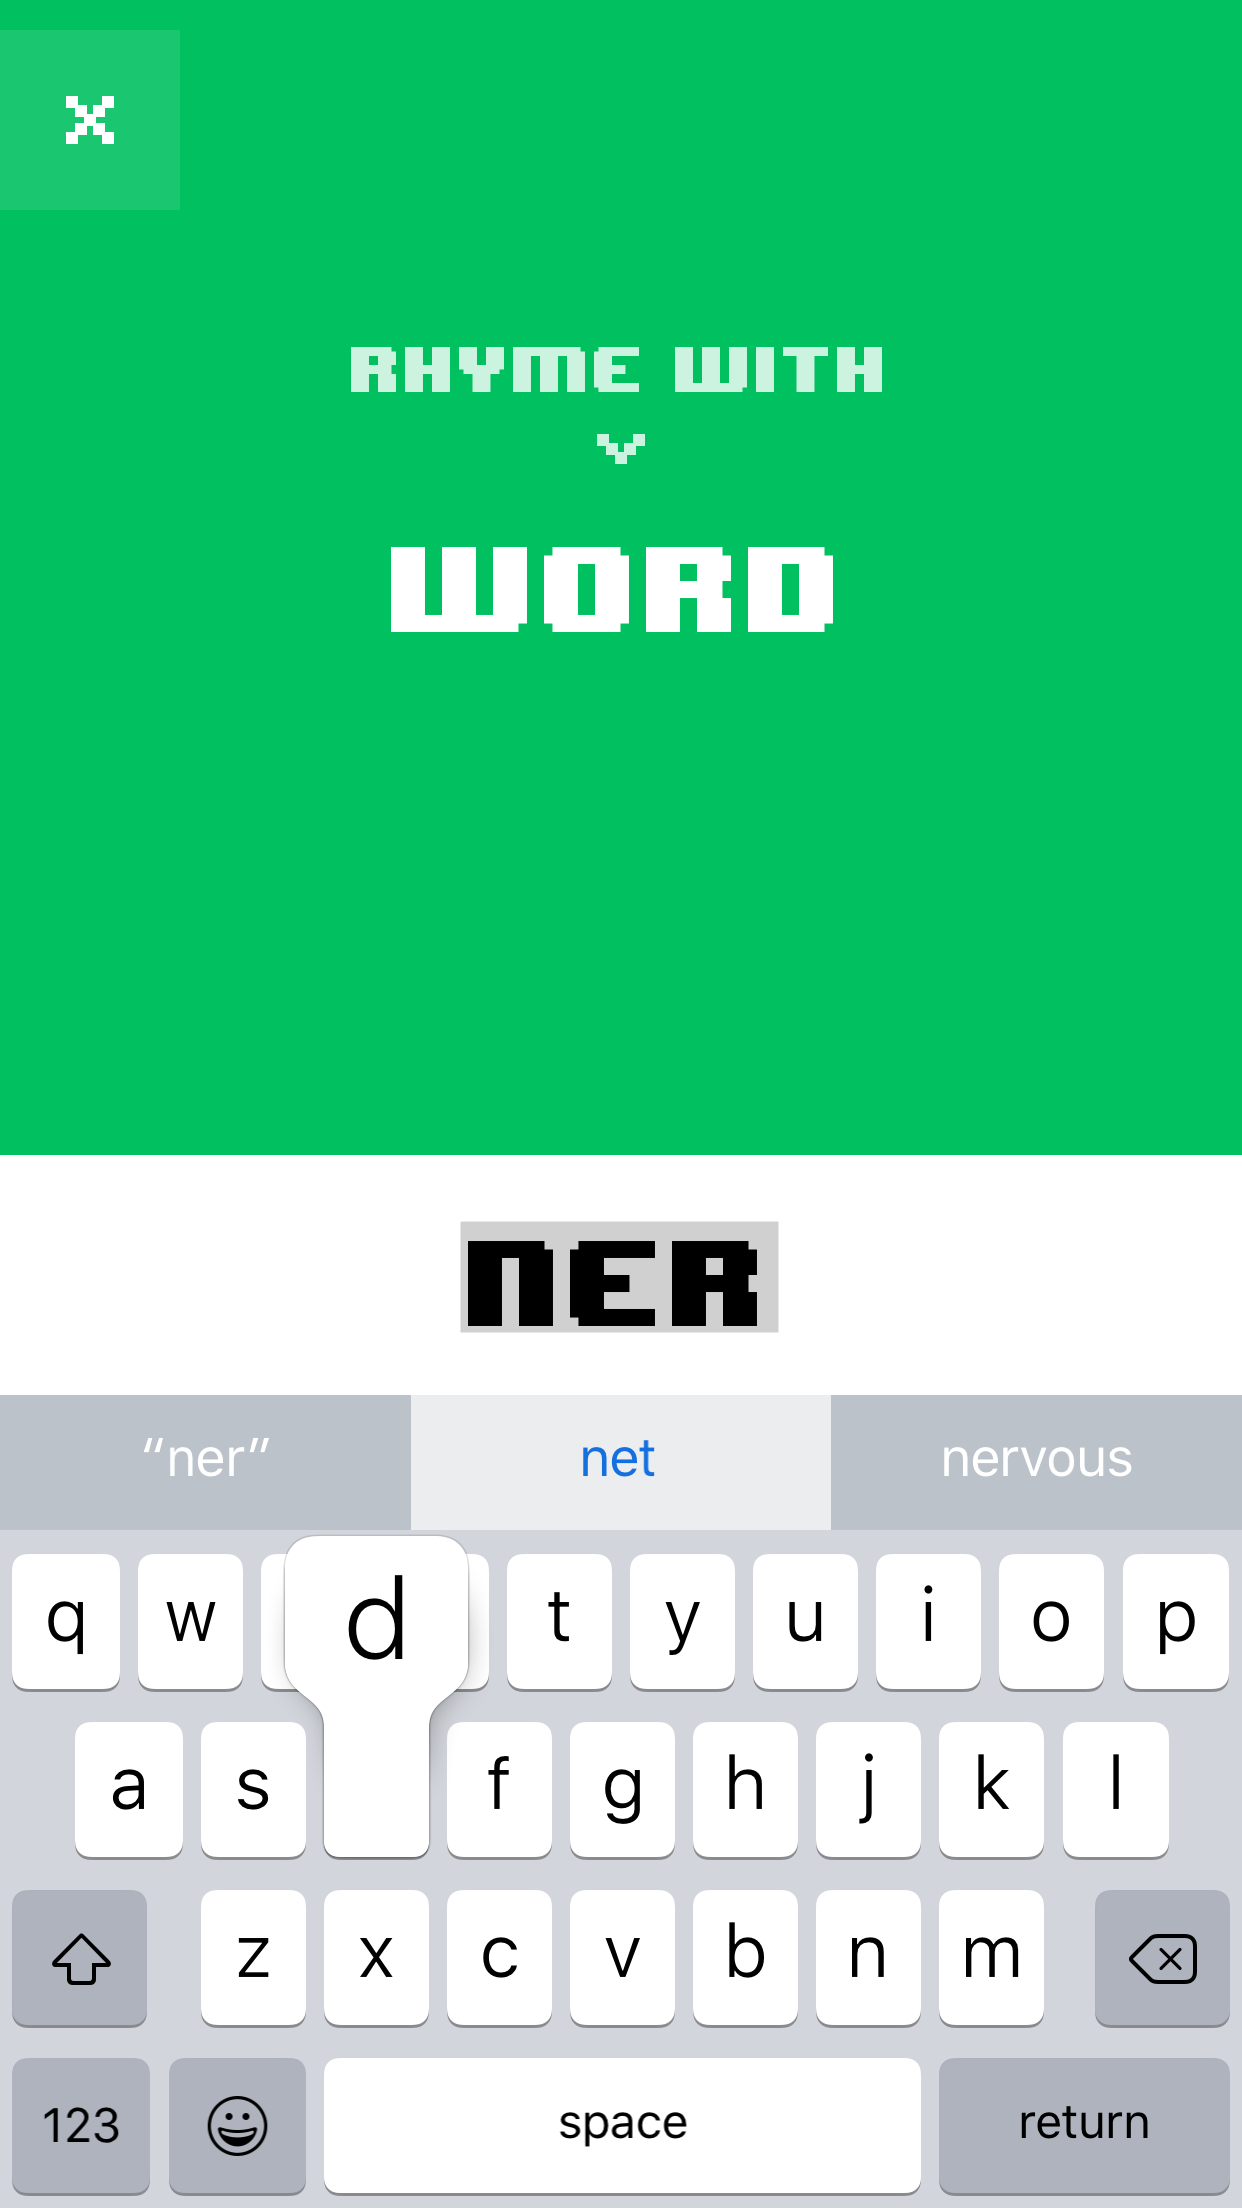 RHYME WITH
WORD
NER
“ner” net nervous
q w d t y u i o p
a s f g h j k l
z x c v b n m
123 space return